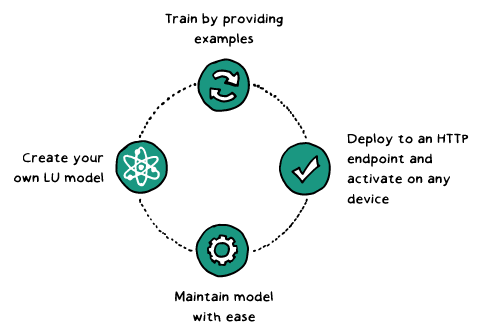 Train by providing
examples
Create your
own LU model
Deploy to an HTTP
endpoint and
activate on any
device
Maintain model
with ease